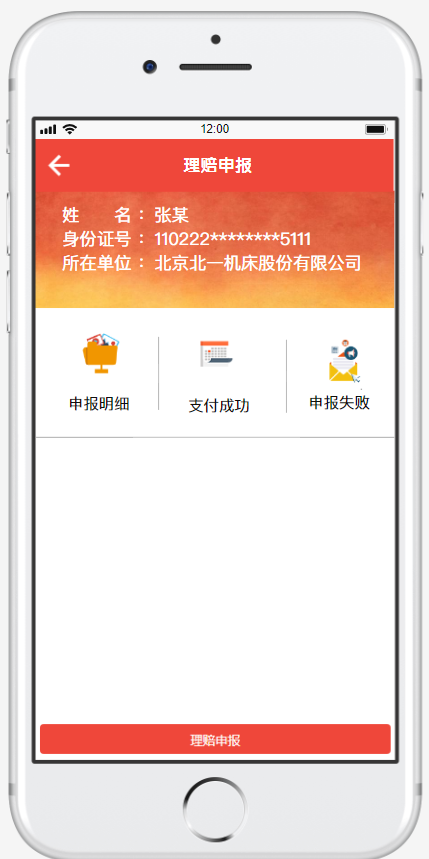 12:00
理赔申报
姓　　名： 张某
身份证号： 110222********5111
所在单位： 北京北一机床股份有限公司
申报明细
支付成功
申报失败
理赔申报